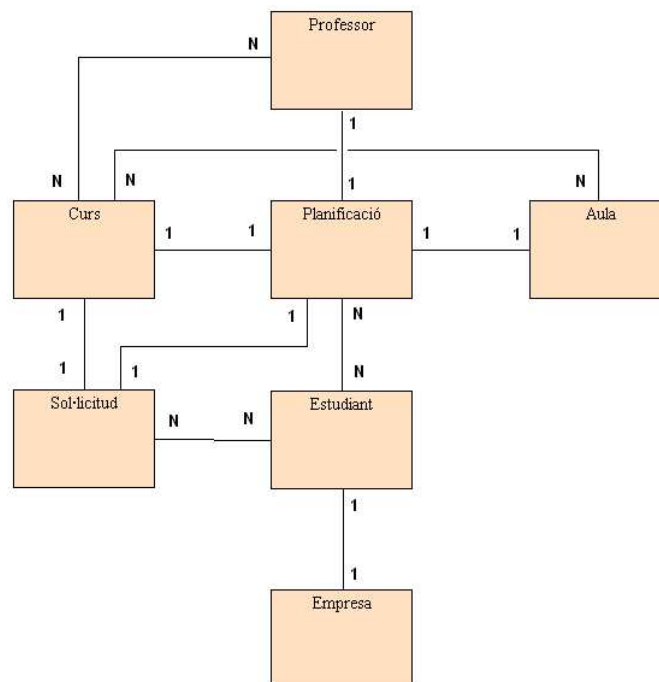 Professor
N
1
N
N
N
1
Curs
Planificació
Aula
1
1
1
1
1
1
N
1
1
N
Sol·licitud
Estudiant
N
N
1
1
Empresa